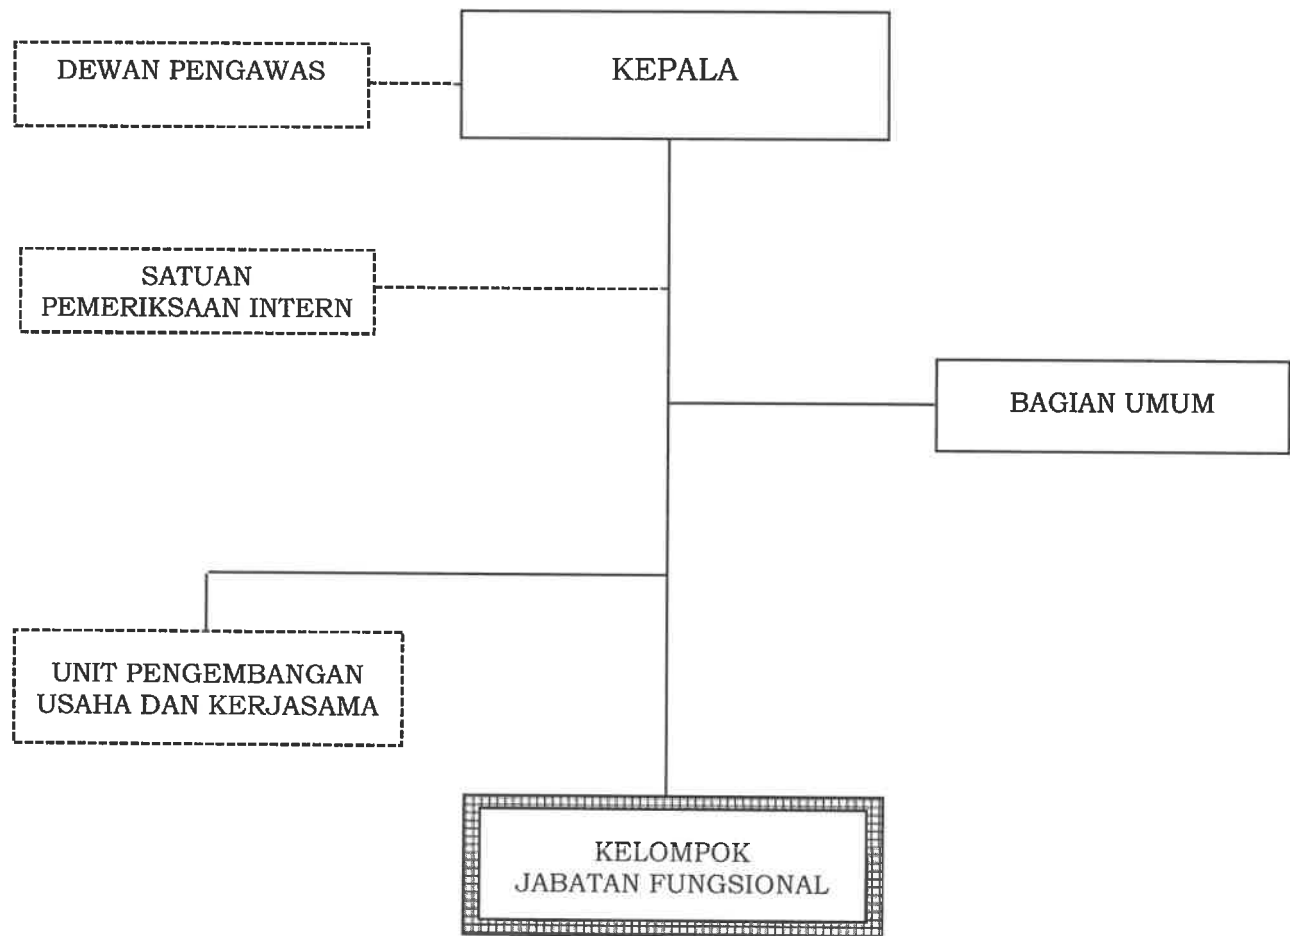 DEWAN PENGAWAS
KEPALA
SATUAN
PEMERIKSAAN INTERN
BAGIAN UMUM
UNIT PENGEMBANGAN
USAHA DAN KERJASAMA
KELOMPOK
JABATAN FUNGSIONAL